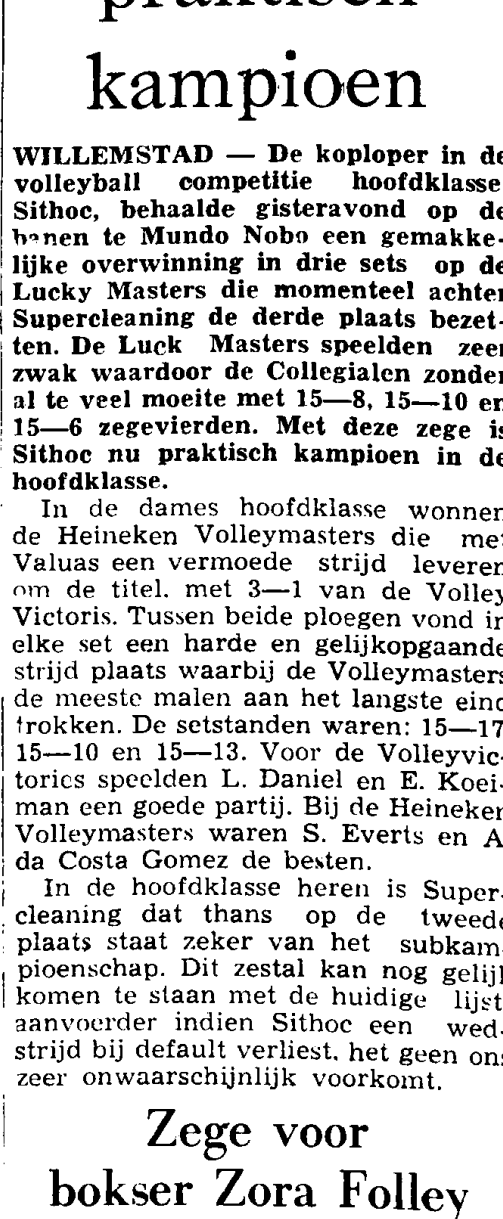 praktisch
kampioen
WILLEMSTAD — De koploper in de
volleyball competitie hoofdklasse
Sithoc, behaalde gisteravond op de
banen te Mundo Nobo een gemakke-
lijke overwinning in drie sets op de
Lucky Masters die momenteel achter
Supercleaning de derde plaats bezet-
ten. De Luck Masters speelden zeer
zwak waardoor de Collegialen zonder
al te veel moeite met 15—8, 15—10 en
15—6 zegevierden. Met deze zege is
Sithoc nu praktisch kampioen in de
hoofdklasse.
In de dames hoofdklasse wonnen
de Heineken Volleymasters die met
Valuas een vermoede strijd leveren
om de titel. met 3—1 van de Volley
Victoris. Tussen beide ploegen vond in
elke set een harde en gelijkopgaande
strijd plaats waarbij de Volleymasters
de meeste malen aan het langste eind
trokken. De setstanden waren: 15—17
15—10 en 15—13. Voor de Volleyvic-
tories speelden L. Daniel en E. Koei-
man een goede partij. Bij de Heineken
Volleymasters waren S. Everts en A
da Costa Gomez de besten.
In de hoofdklasse heren is Super-
cleaning dat thans op de tweede
plaats staat zeker van het subkam-
pioenschap. Dit zestal kan nog gelijk
komen te staan met de huidige lijst
aanvoerder indien Sithoc een wed-
strijd bij default verliest. het geen ons
zeer onwaarschijnlijk voorkomt.
Zege voor
bokser Zora Folley